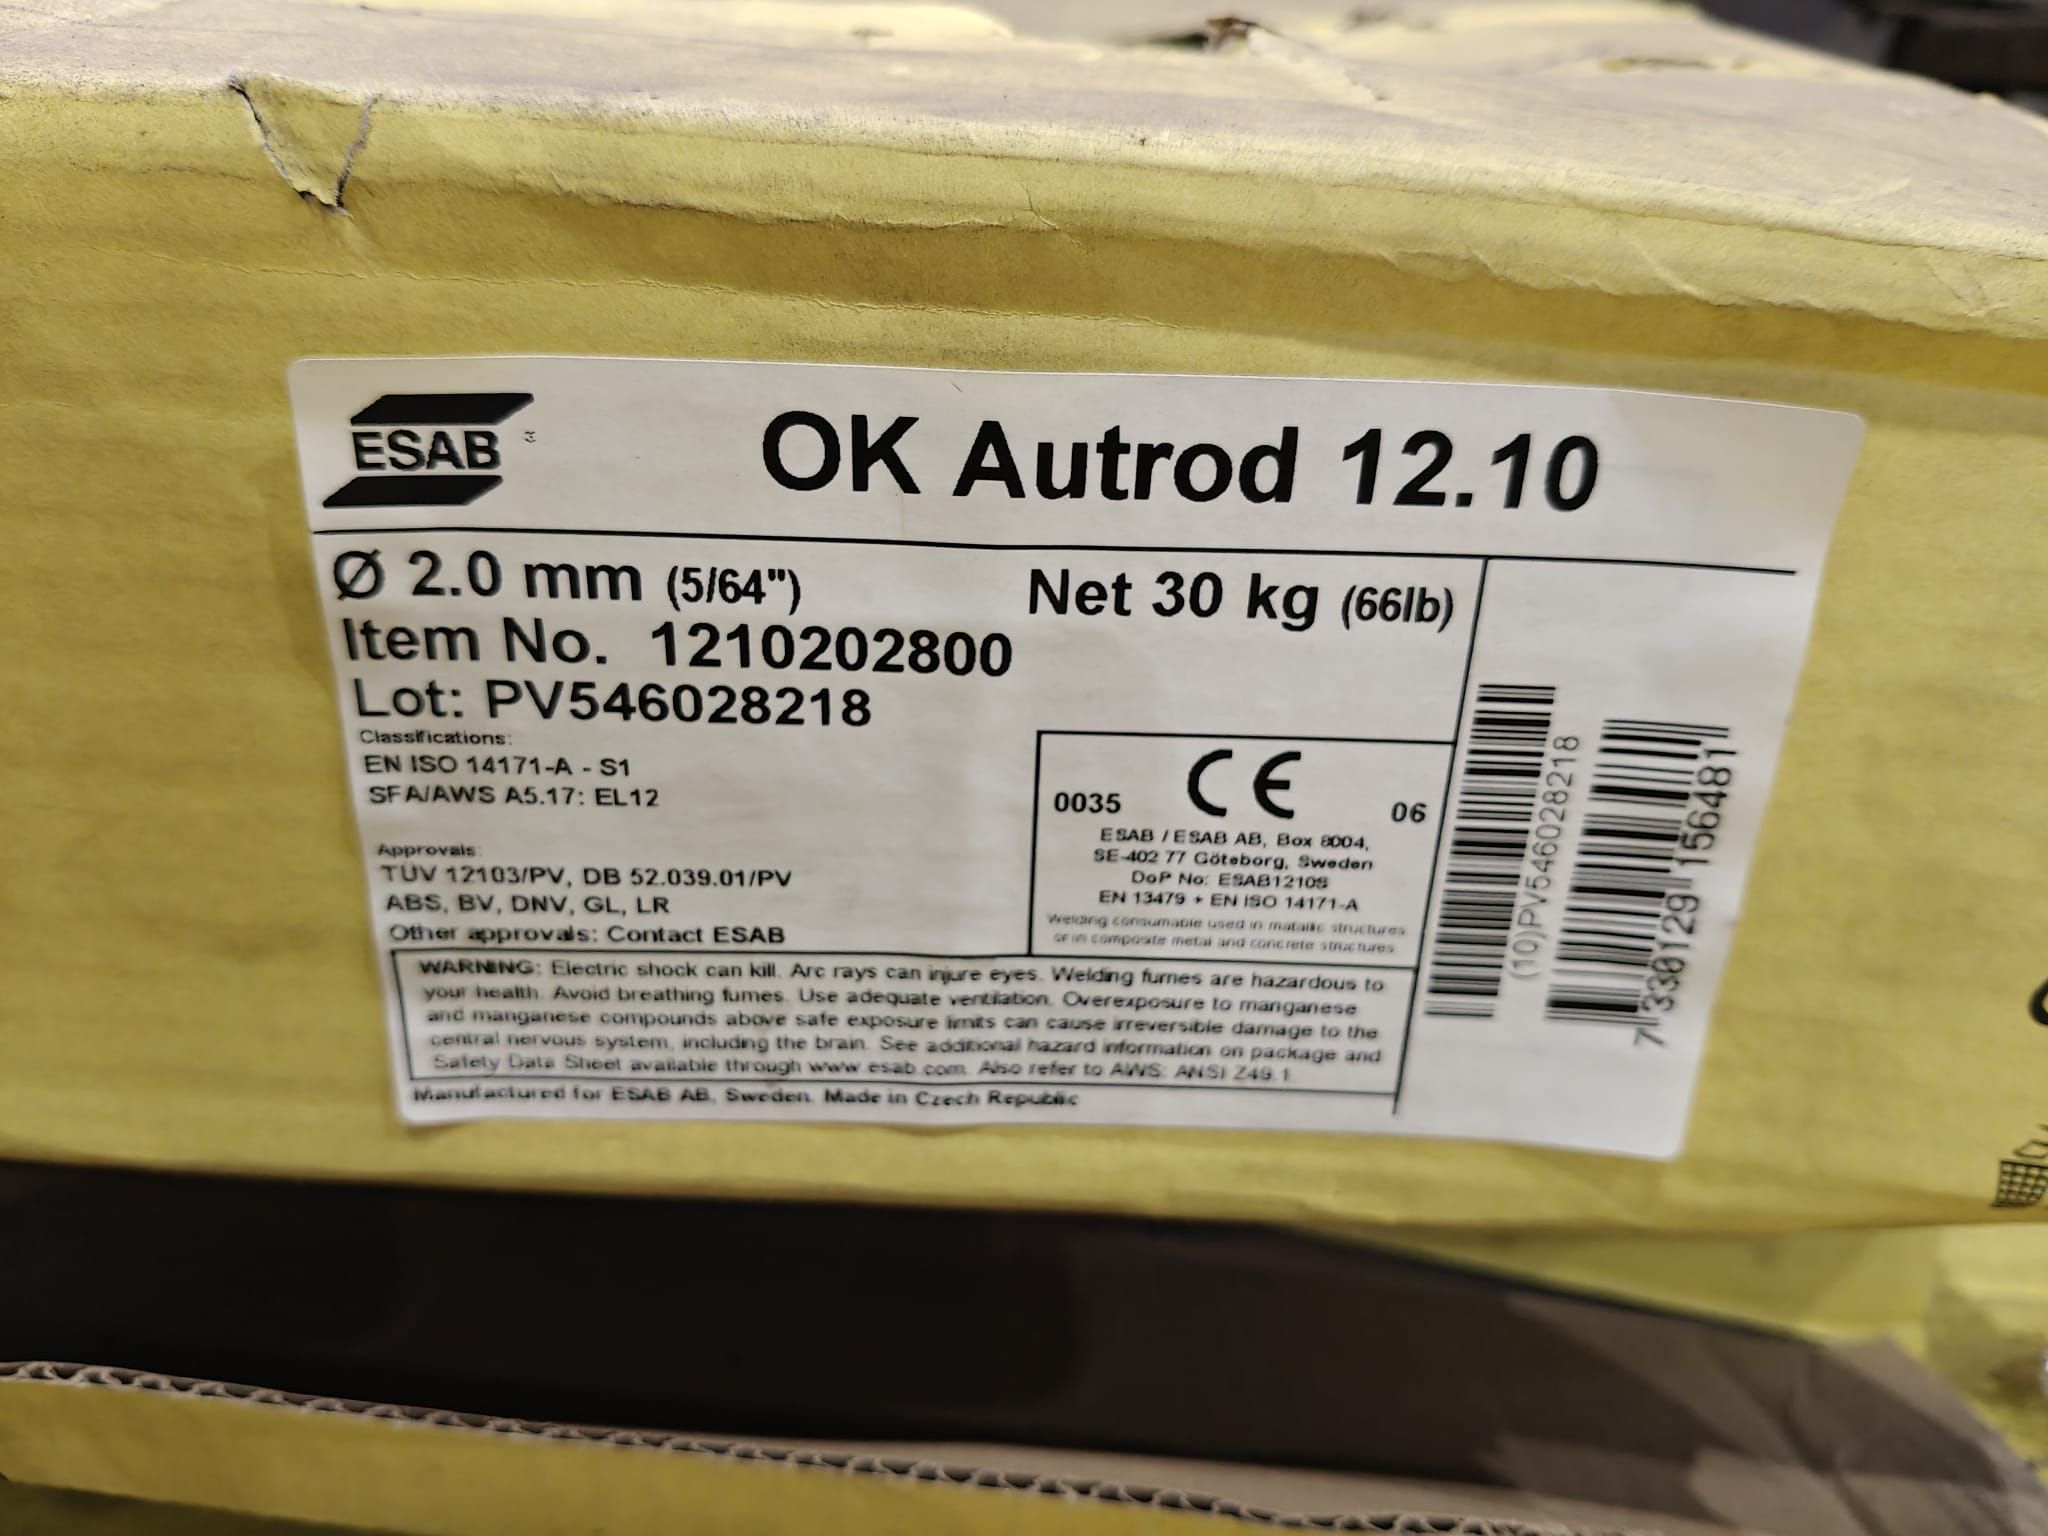 ESAB
OK Autrod 12.10
Ø 2.0 mm (5/64")
Net 30 kg (66lb)
Item No. 1210202800
Lot: PV546028218
Classifications:
EN ISO 14171-A - S1
SFA/AWS A5.17: EL12
Approvals:
TÜV 12103/PV, DB 52.039.01/PV
ABS, BV, DNV, GL, LR
Other approvals: Contact ESAB
0035 CE 06
ESAB / ESAB AB, Box 8004,
SE-402 77 Göteborg, Sweden
DoP No: ESAB1210S
EN 13479 + EN ISO 14171-A
Welding consumable used in metallic structures
or in composite metal and concrete structures
WARNING: Electric shock can kill. Arc rays can injure eyes. Welding fumes are hazardous to
your health. Avoid breathing fumes. Use adequate ventilation. Overexposure to manganese
and manganese compounds above safe exposure limits can cause irreversible damage to the
central nervous system, including the brain. See additional hazard information on package and
Safety Data Sheet available through www.esab.com. Also refer to AWS: ANSI Z49.1
Manufactured for ESAB AB, Sweden. Made in Czech Republic
(10)PV546028218
7330129156481